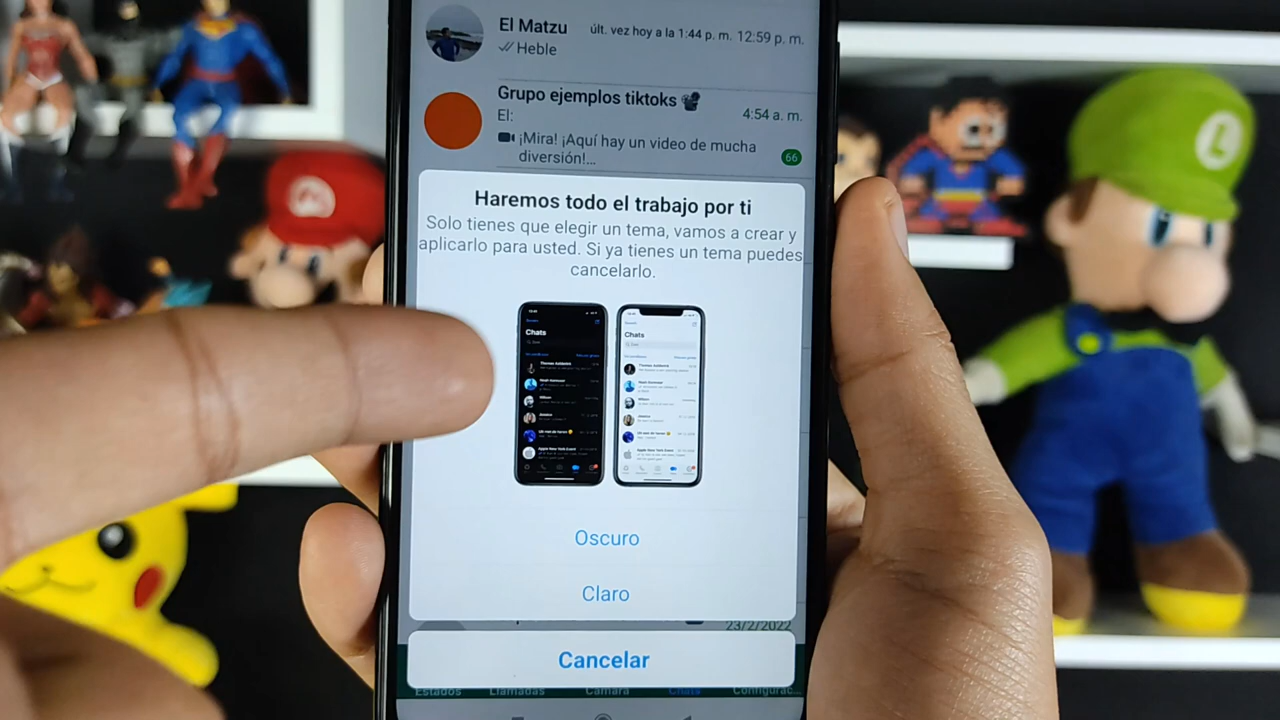 El Matzu
últ. vez hoy a la 1:44 p. m. 12:59 p. m.
Heble
Grupo ejemplos tiktoks
4:54 a. m.
El:
¡Mira! ¡Aquí hay un video de mucha
diversión!...
66
Haremos todo el trabajo por ti
Solo tienes que elegir un tema, vamos a crear y
aplicarlo para usted. Si ya tienes un tema puedes
cancelarlo.
Chats
Chats
Oscuro
Claro
23/2/2022
Cancelar
Estados Llamadas Cámara Chats Configurac...
L